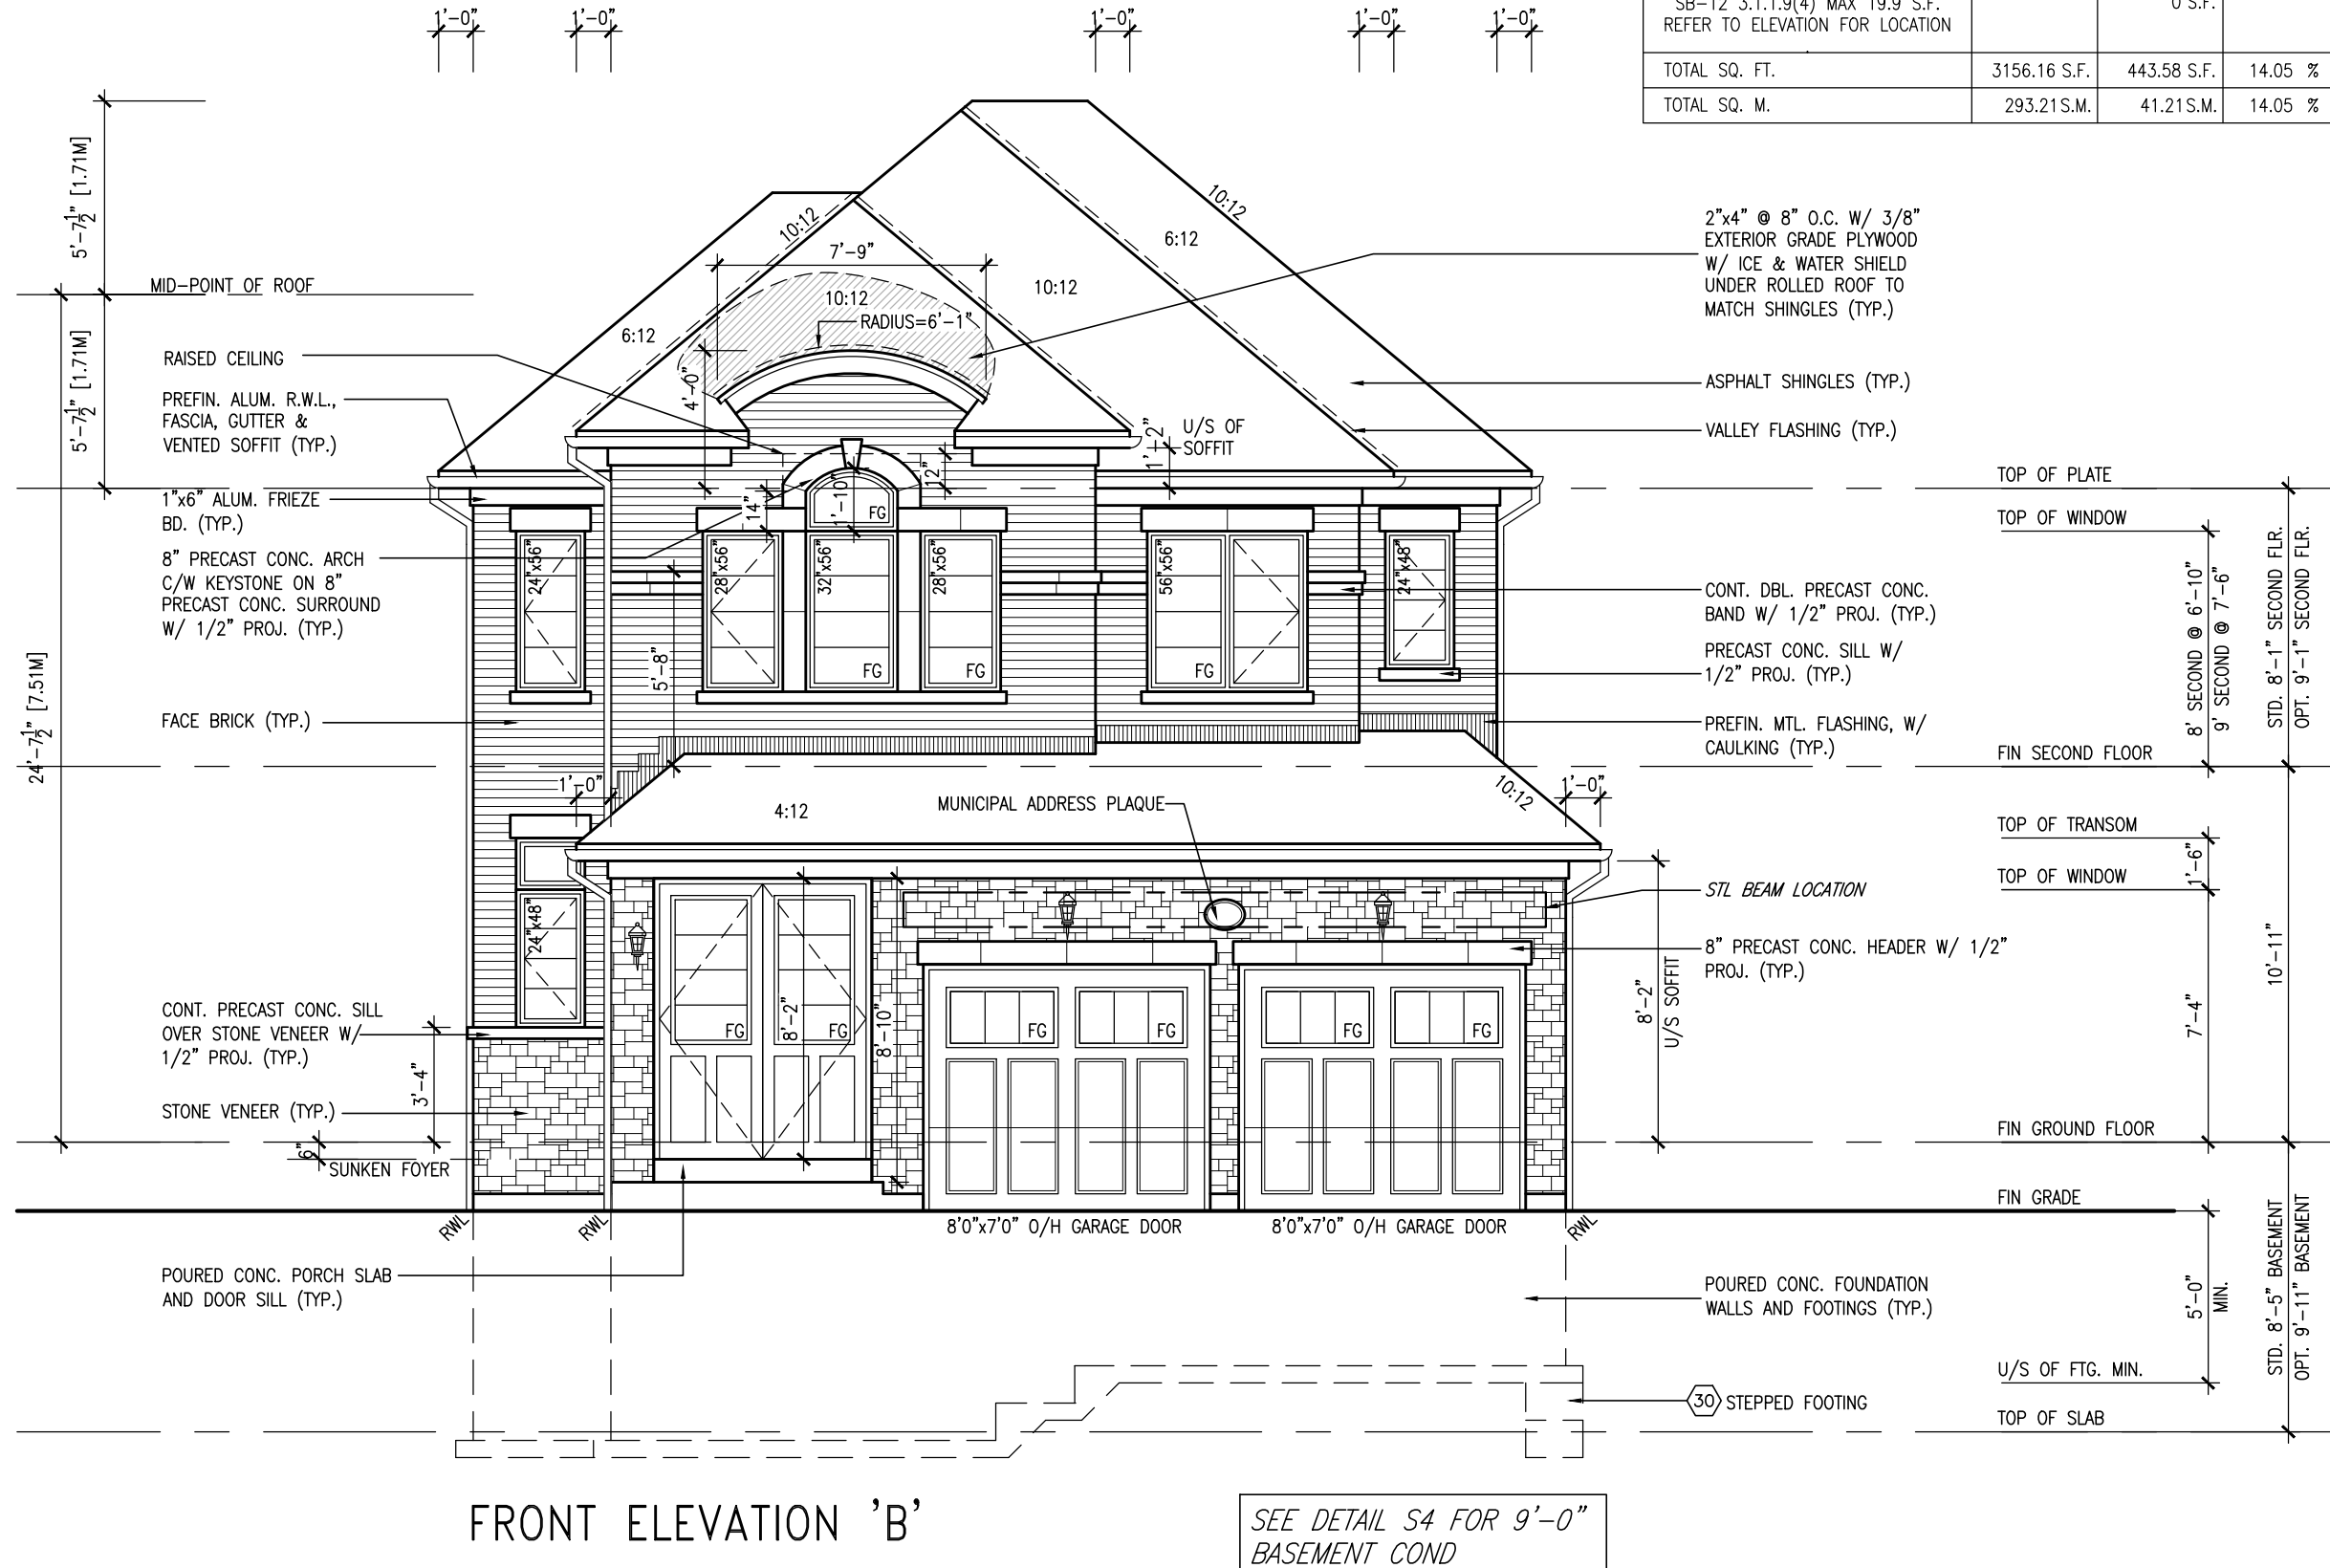 1'-0" 1'-0" 1'-0" 1'-0" 1'-0"
SB-12 3.1.1.9(4) MAX 19.9 S.F.
REFER TO ELEVATION FOR LOCATION
0 S.F.
TOTAL SQ. FT. 3156.16 S.F. 443.58 S.F. 14.05 %
TOTAL SQ. M. 293.21 S.M. 41.21 S.M. 14.05 %
5'-7 1/2" [1.71M]
5'-7 1/2" [1.71M]
24'-7 1/2" [7.51M]
MID-POINT OF ROOF
RAISED CEILING
PREFIN. ALUM. R.W.L.,
FASCIA, GUTTER &
VENTED SOFFIT (TYP.)
1"x6" ALUM. FRIEZE
BD. (TYP.)
8" PRECAST CONC. ARCH
C/W KEYSTONE ON 8"
PRECAST CONC. SURROUND
W/ 1/2" PROJ. (TYP.)
FACE BRICK (TYP.)
CONT. PRECAST CONC. SILL
OVER STONE VENEER W/
1/2" PROJ. (TYP.)
STONE VENEER (TYP.)
3'-4"
6"
SUNKEN FOYER
POURED CONC. PORCH SLAB
AND DOOR SILL (TYP.)
10:12
10:12
7'-9"
6:12
10:12
10:12
RADIUS=6'-1"
6:12
4'-0"
1'-2"
U/S OF
SOFFIT
12"
14"
1'-10"
FG
24"x56"
28"x56"
32"x56"
28"x56"
56"x56"
24"x48"
FG
FG
FG
5'-8"
1'-0"
4:12
MUNICIPAL ADDRESS PLAQUE
10:12
1'-0"
24"x48"
FG
8'-2"
FG
8'-10"
FG
FG
FG
FG
8'-2"
U/S SOFFIT
RWL
RWL
8'0"x7'0" O/H GARAGE DOOR
8'0"x7'0" O/H GARAGE DOOR
RWL
2"x4" @ 8" O.C. W/ 3/8"
EXTERIOR GRADE PLYWOOD
W/ ICE & WATER SHIELD
UNDER ROLLED ROOF TO
MATCH SHINGLES (TYP.)
ASPHALT SHINGLES (TYP.)
VALLEY FLASHING (TYP.)
CONT. DBL. PRECAST CONC.
BAND W/ 1/2" PROJ. (TYP.)
PRECAST CONC. SILL W/
1/2" PROJ. (TYP.)
PREFIN. MTL. FLASHING, W/
CAULKING (TYP.)
STL BEAM LOCATION
8" PRECAST CONC. HEADER W/ 1/2"
PROJ. (TYP.)
POURED CONC. FOUNDATION
WALLS AND FOOTINGS (TYP.)
30 STEPPED FOOTING
TOP OF PLATE
TOP OF WINDOW
8' SECOND @ 6'-10"
9' SECOND @ 7'-6"
STD. 8'-1" SECOND FLR.
OPT. 9'-1" SECOND FLR.
FIN SECOND FLOOR
TOP OF TRANSOM
1'-6"
TOP OF WINDOW
7'-4"
10'-11"
FIN GROUND FLOOR
FIN GRADE
5'-0"
MIN.
STD. 8'-5" BASEMENT
OPT. 9'-11" BASEMENT
U/S OF FTG. MIN.
TOP OF SLAB
FRONT ELEVATION 'B'
SEE DETAIL S4 FOR 9'-0"
BASEMENT COND